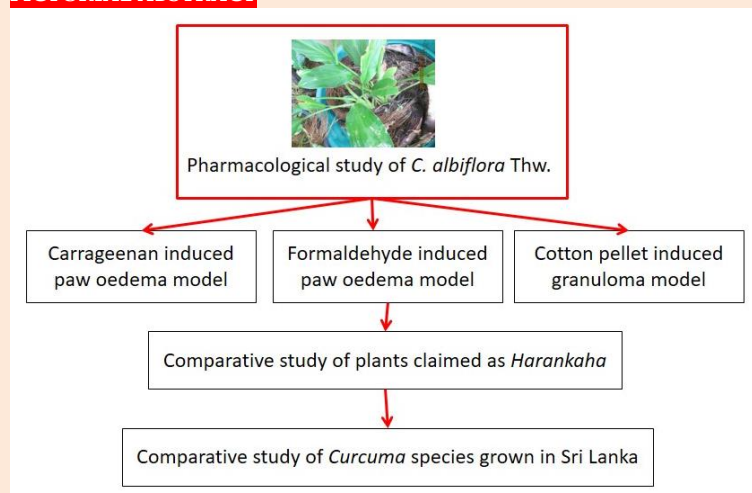 Pharmacological study of C. albiflora Thw.
Carrageenan induced
paw oedema model
Formaldehyde induced
paw oedema model
Cotton pellet induced
granuloma model
Comparative study of plants claimed as Harankaha
Comparative study of Curcuma species grown in Sri Lanka